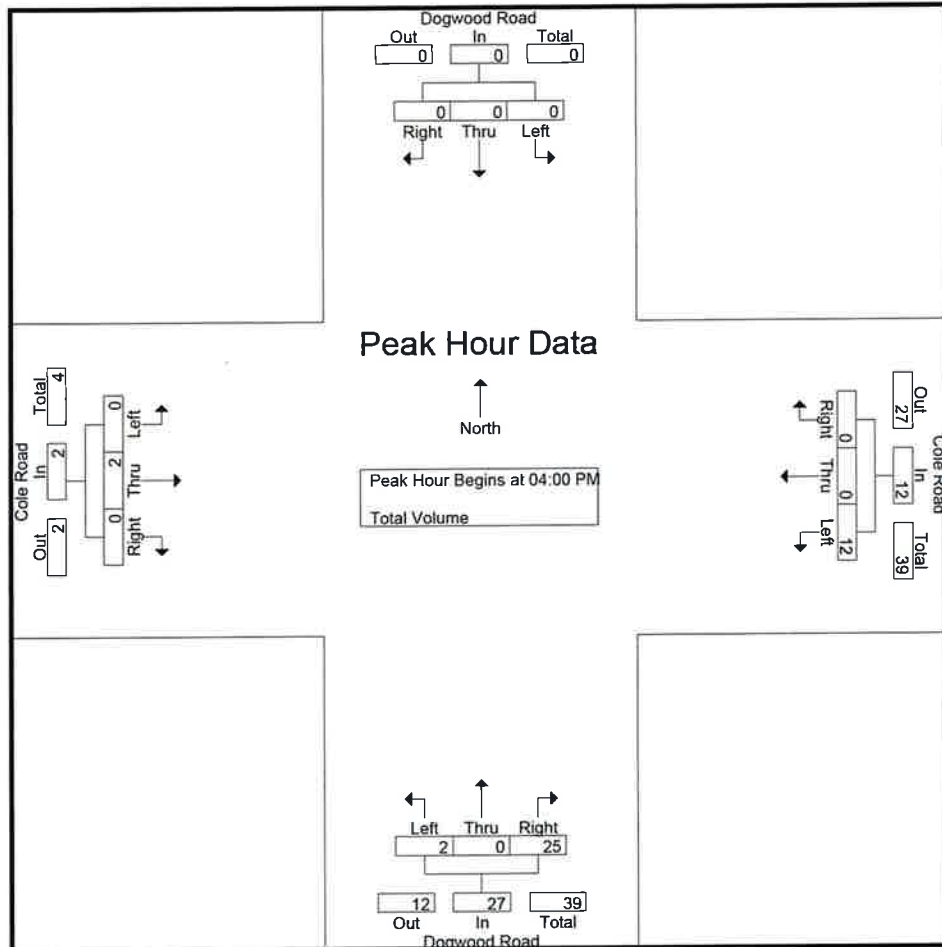 Dogwood Road
Out In Total
0 0 0
0 0 0
Right Thru Left
Peak Hour Data
North
Peak Hour Begins at 04:00 PM
Total Volume
Cole Road
Total In Out
4 2 2
0 2 0
Left Thru Right
Cole Road
Out In Total
27 12 39
0 0 12
Right Thru Left
Left Thru Right
2 0 25
12 27 39
Out In Total
Dogwood Road